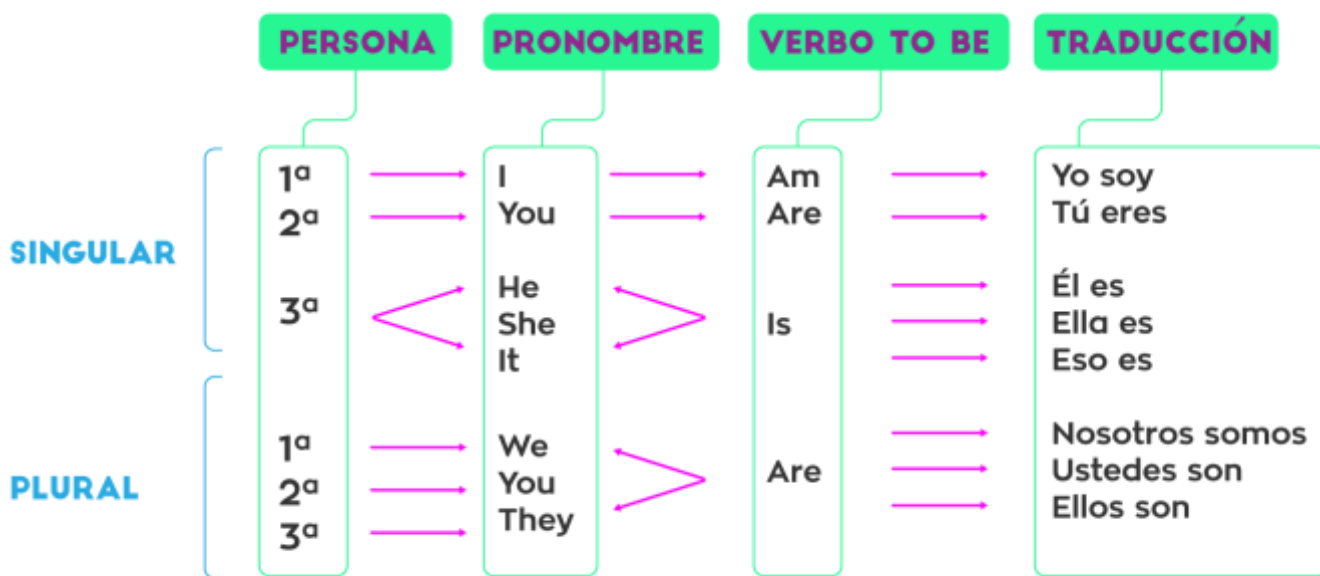 PERSONA PRONOMBRE VERBO TO BE TRADUCCIÓN
SINGULAR
1ª I Am Yo soy
2ª You Are Tú eres
3ª He Is Él es
She Ella es
It Eso es
PLURAL
1ª We Are Nosotros somos
2ª You Ustedes son
3ª They Ellos son